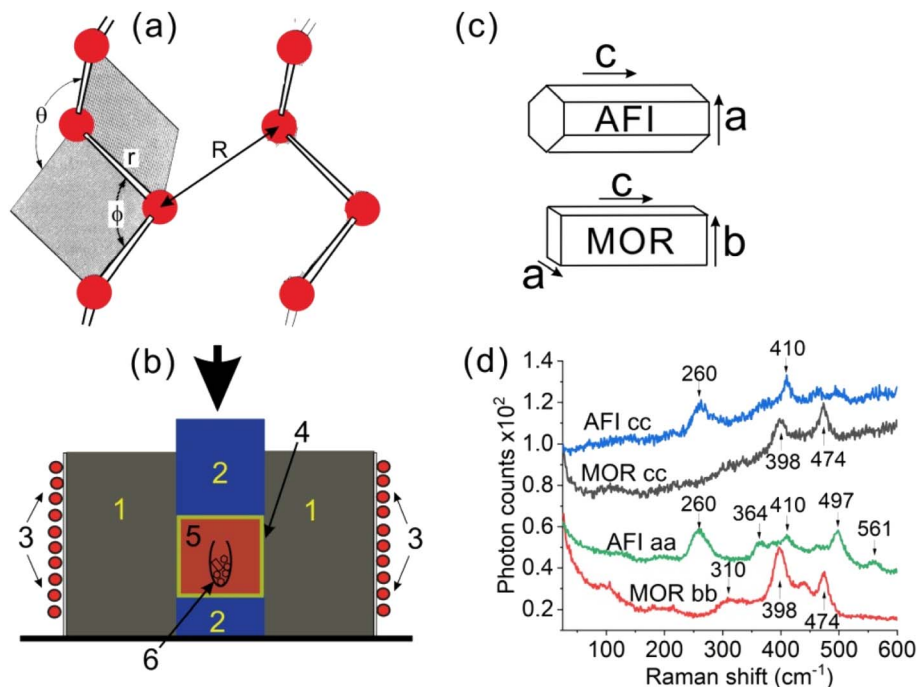 (a)
θ
r
R
ϕ
(b)
2
4
1
5
1
3
3
2
6
(c)
c
AFI
a
c
MOR
b
a
(d)
Photon counts x10²
1.4
1.2
1.0
0.8
0.6
0.4
0.2
260
410
AFI cc
MOR cc
398
474
260
364
410
497
AFI aa
561
MOR bb
310
398
474
100 200 300 400 500 600
Raman shift (cm⁻¹)